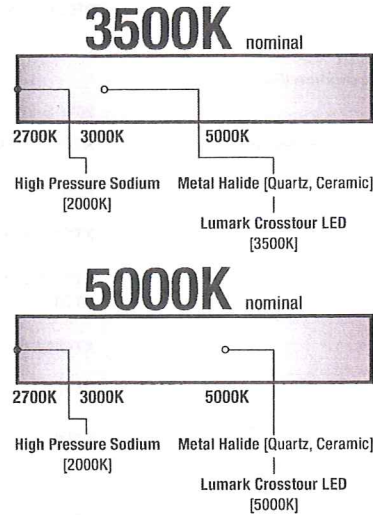 3500K nominal
2700K 3000K 5000K
High Pressure Sodium Metal Halide [Quartz, Ceramic]
[2000K]
Lumark Crosstour LED
[3500K]
5000K nominal
2700K 3000K 5000K
High Pressure Sodium Metal Halide [Quartz, Ceramic]
[2000K]
Lumark Crosstour LED
[5000K]